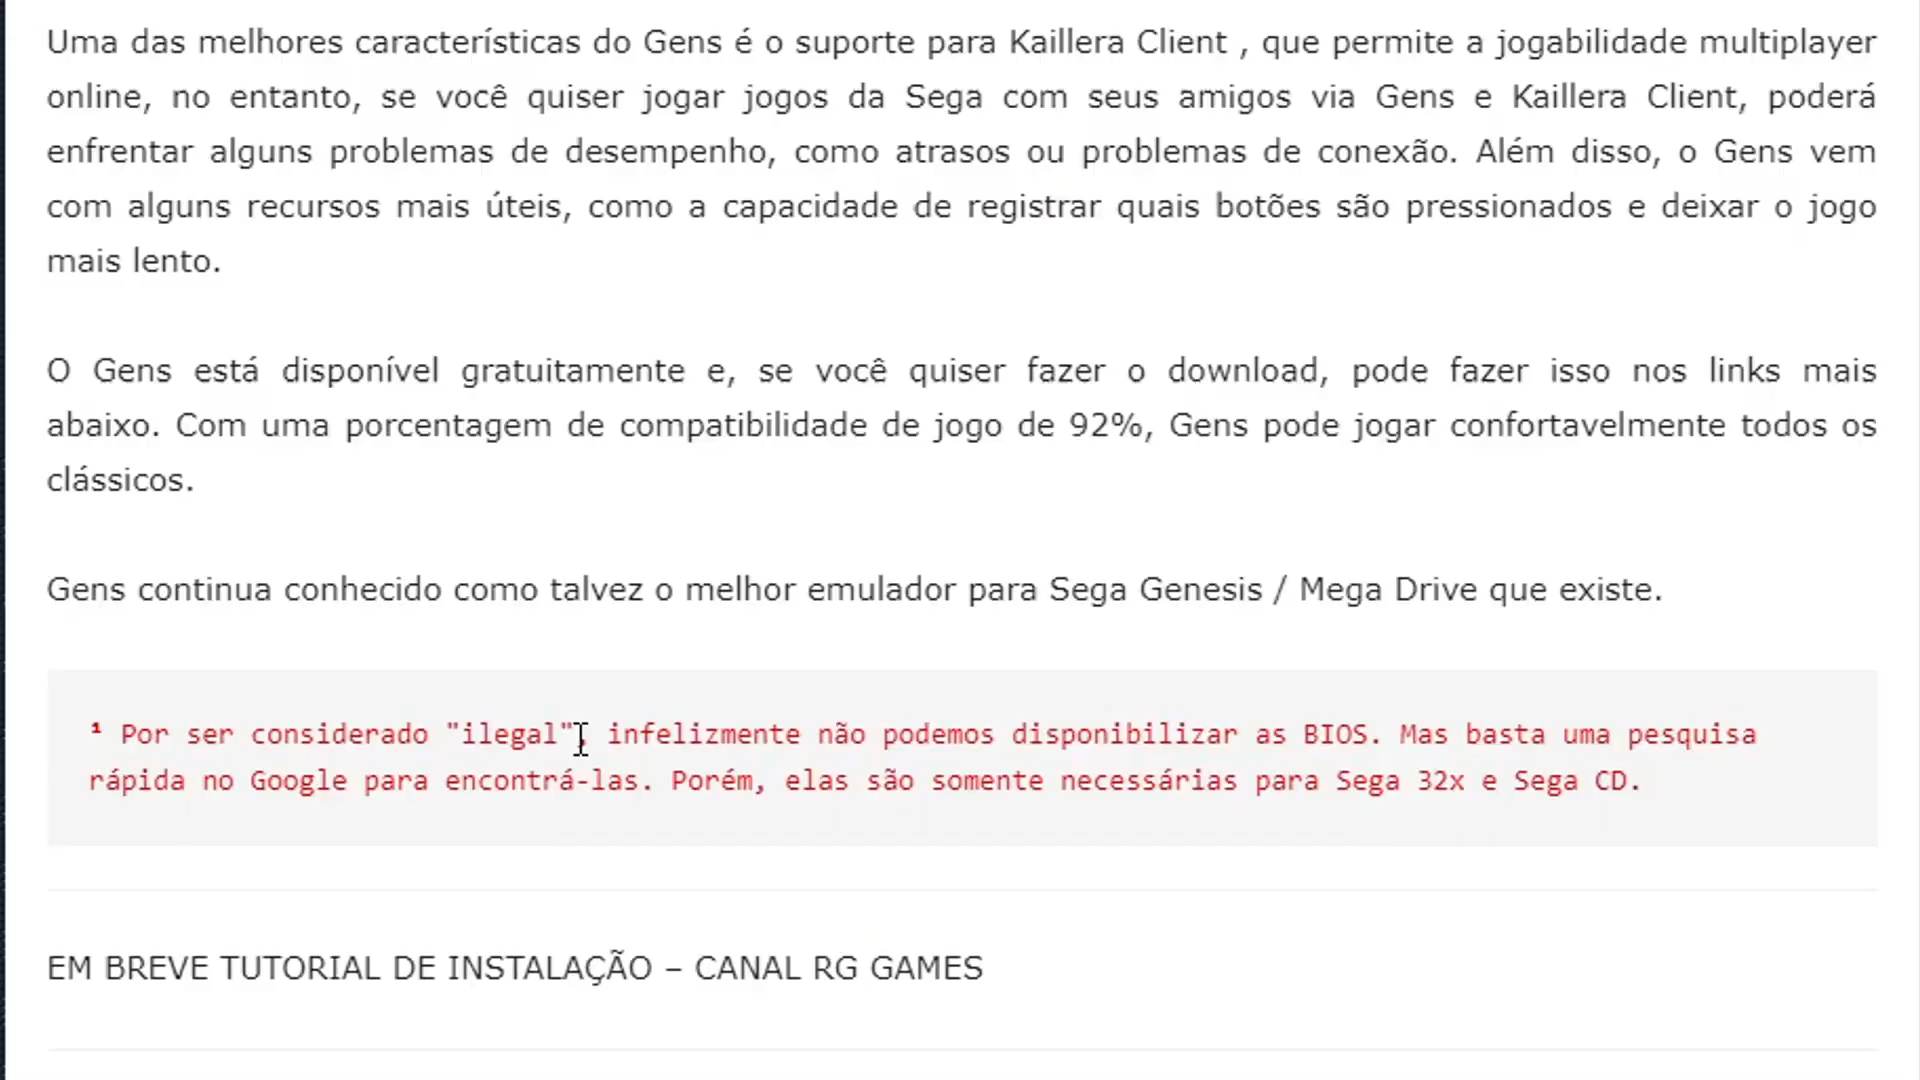 Uma das melhores características do Gens é o suporte para Kaillera Client , que permite a jogabilidade multiplayer
online, no entanto, se você quiser jogar jogos da Sega com seus amigos via Gens e Kaillera Client, poderá
enfrentar alguns problemas de desempenho, como atrasos ou problemas de conexão. Além disso, o Gens vem
com alguns recursos mais úteis, como a capacidade de registrar quais botões são pressionados e deixar o jogo
mais lento.
O Gens está disponível gratuitamente e, se você quiser fazer o download, pode fazer isso nos links mais
abaixo. Com uma porcentagem de compatibilidade de jogo de 92%, Gens pode jogar confortavelmente todos os
clássicos.
Gens continua conhecido como talvez o melhor emulador para Sega Genesis / Mega Drive que existe.
¹ Por ser considerado "ilegal", infelizmente não podemos disponibilizar as BIOS. Mas basta uma pesquisa
rápida no Google para encontrá-las. Porém, elas são somente necessárias para Sega 32x e Sega CD.
EM BREVE TUTORIAL DE INSTALAÇÃO – CANAL RG GAMES